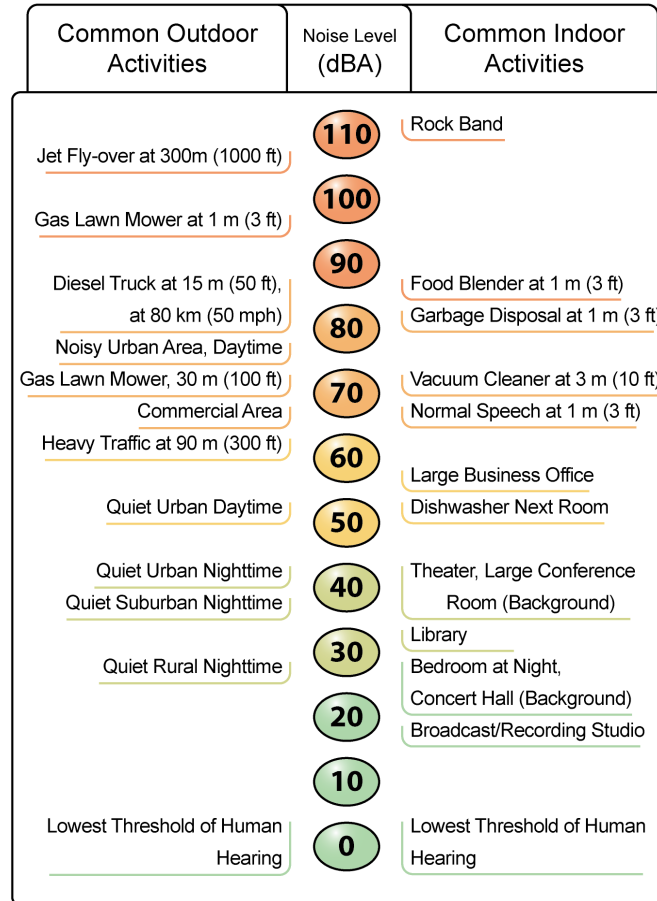 Common Outdoor
Activities
Noise Level
(dBA)
Common Indoor
Activities
110
Rock Band
Jet Fly-over at 300m (1000 ft)
100
Gas Lawn Mower at 1 m (3 ft)
90
Diesel Truck at 15 m (50 ft),
at 80 km (50 mph)
Food Blender at 1 m (3 ft)
80
Garbage Disposal at 1 m (3 ft)
Noisy Urban Area, Daytime
Gas Lawn Mower, 30 m (100 ft)
70
Vacuum Cleaner at 3 m (10 ft)
Commercial Area
Normal Speech at 1 m (3 ft)
Heavy Traffic at 90 m (300 ft)
60
Large Business Office
Quiet Urban Daytime
50
Dishwasher Next Room
Quiet Urban Nighttime
40
Theater, Large Conference
Room (Background)
Quiet Suburban Nighttime
30
Library
Quiet Rural Nighttime
Bedroom at Night,
Concert Hall (Background)
20
Broadcast/Recording Studio
10
Lowest Threshold of Human
Hearing
0
Lowest Threshold of Human
Hearing